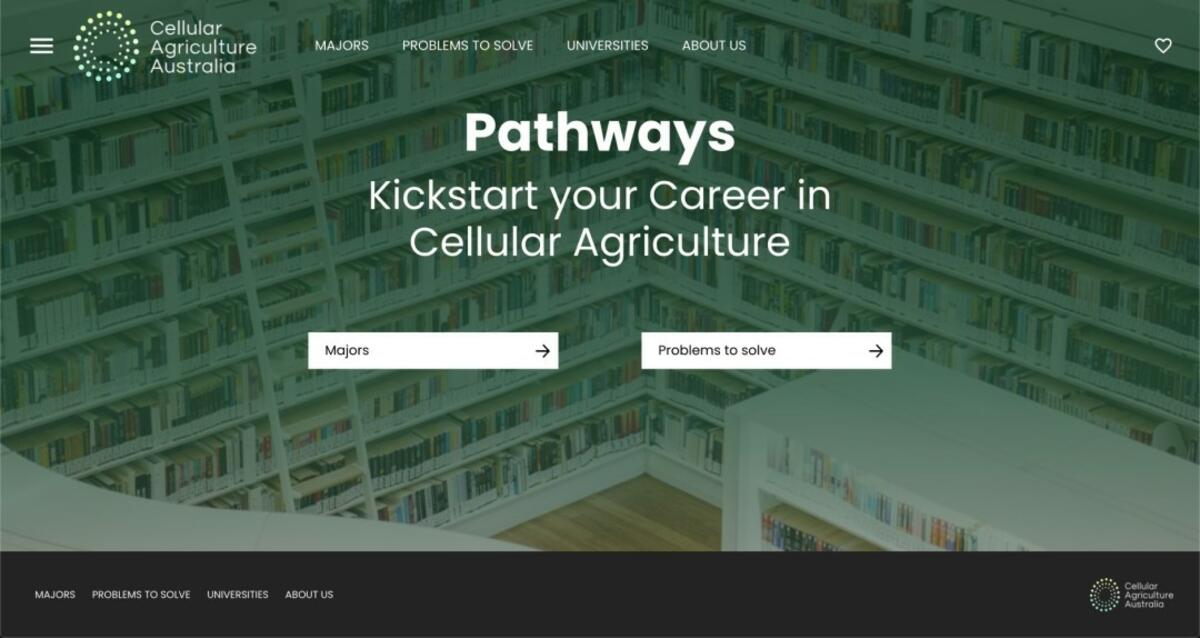 Cellular
Agriculture
Australia
MAJORS
PROBLEMS TO SOLVE
UNIVERSITIES
ABOUT US
Pathways
Kickstart your Career in
Cellular Agriculture
Majors
Problems to solve
MAJORS
PROBLEMS TO SOLVE
UNIVERSITIES
ABOUT US
Cellular
Agriculture
Australia